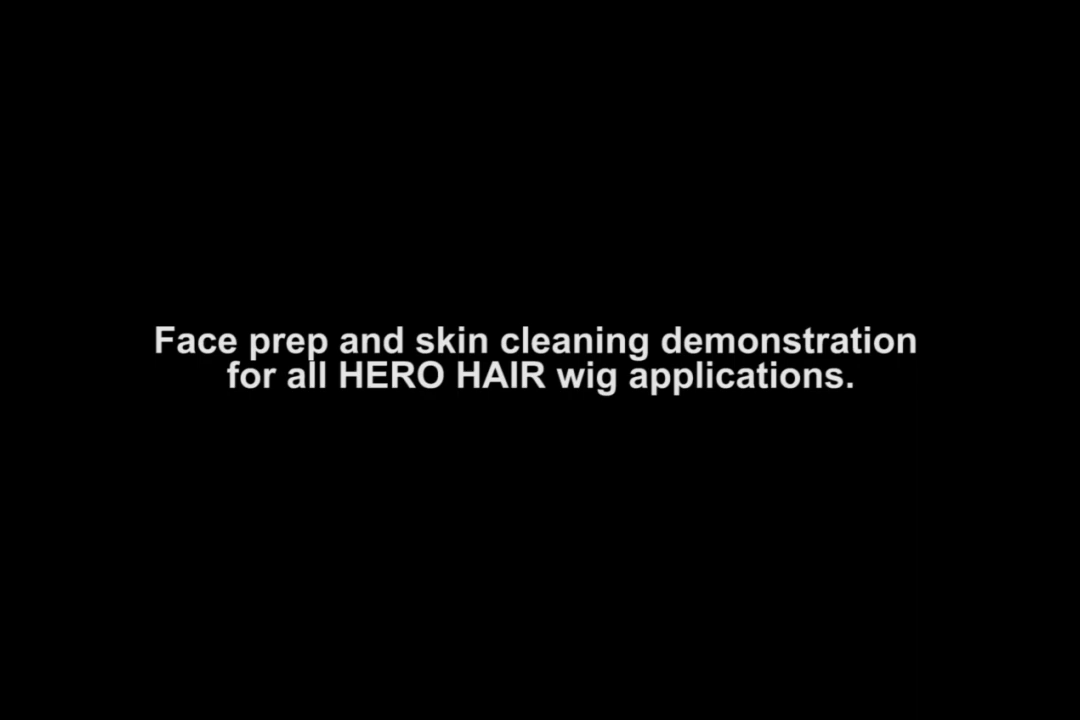 Face prep and skin cleaning demonstration
for all HERO HAIR wig applications.